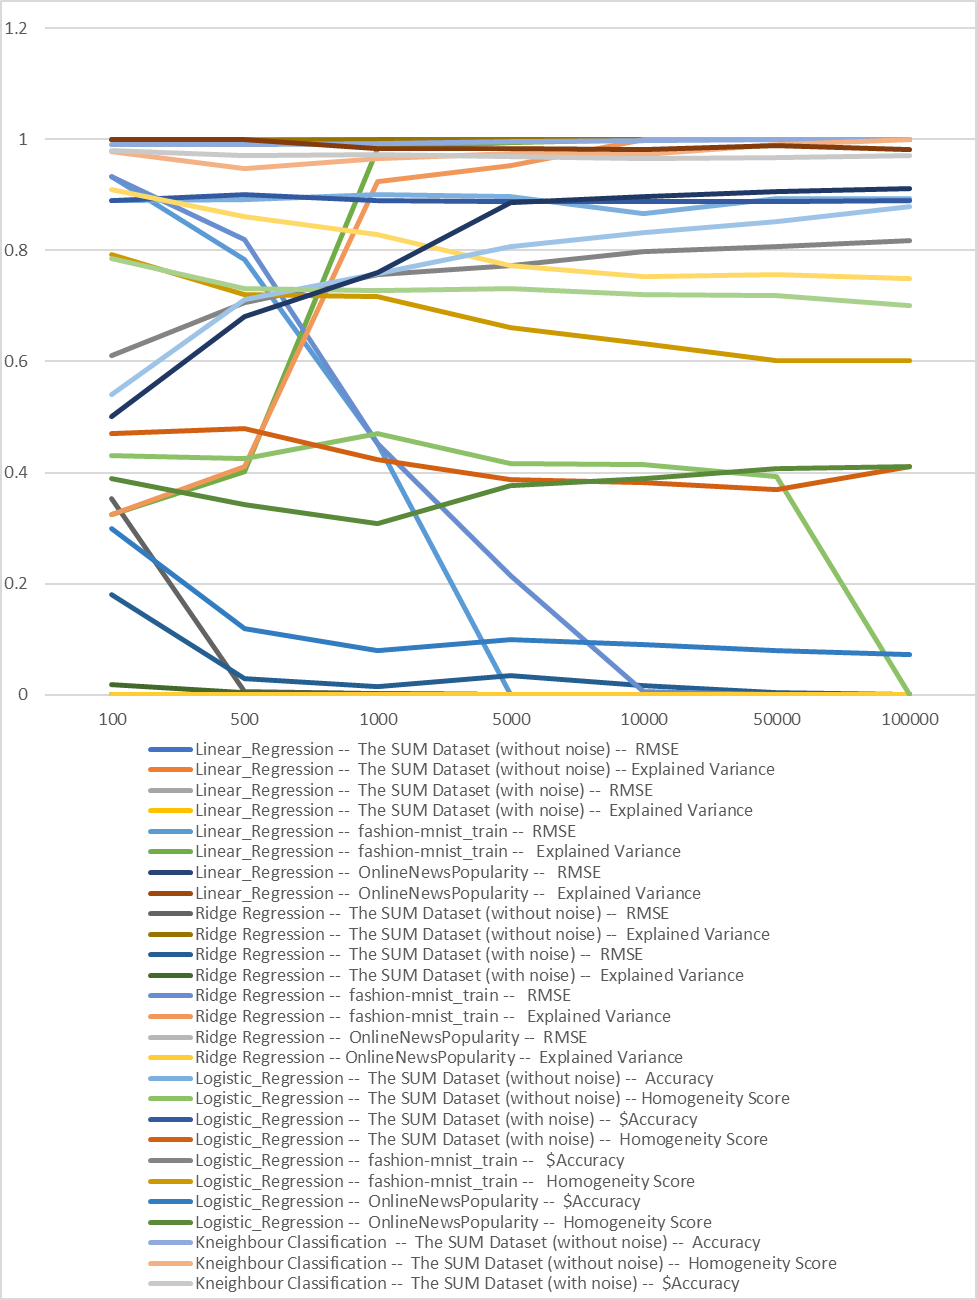 1.2
1
0.8
0.6
0.4
0.2
0
100 500 1000 5000 10000 50000 100000
Linear_Regression -- The SUM Dataset (without noise) -- RMSE
Linear_Regression -- The SUM Dataset (without noise) -- Explained Variance
Linear_Regression -- The SUM Dataset (with noise) -- RMSE
Linear_Regression -- The SUM Dataset (with noise) -- Explained Variance
Linear_Regression -- fashion-mnist_train -- RMSE
Linear_Regression -- fashion-mnist_train -- Explained Variance
Linear_Regression -- OnlineNewsPopularity -- RMSE
Linear_Regression -- OnlineNewsPopularity -- Explained Variance
Ridge Regression -- The SUM Dataset (without noise) -- RMSE
Ridge Regression -- The SUM Dataset (without noise) -- Explained Variance
Ridge Regression -- The SUM Dataset (with noise) -- RMSE
Ridge Regression -- The SUM Dataset (with noise) -- Explained Variance
Ridge Regression -- fashion-mnist_train -- RMSE
Ridge Regression -- fashion-mnist_train -- Explained Variance
Ridge Regression -- OnlineNewsPopularity -- RMSE
Ridge Regression -- OnlineNewsPopularity -- Explained Variance
Logistic_Regression -- The SUM Dataset (without noise) -- Accuracy
Logistic_Regression -- The SUM Dataset (without noise) -- Homogeneity Score
Logistic_Regression -- The SUM Dataset (with noise) -- $Accuracy
Logistic_Regression -- The SUM Dataset (with noise) -- Homogeneity Score
Logistic_Regression -- fashion-mnist_train -- $Accuracy
Logistic_Regression -- fashion-mnist_train -- Homogeneity Score
Logistic_Regression -- OnlineNewsPopularity -- $Accuracy
Logistic_Regression -- OnlineNewsPopularity -- Homogeneity Score
Kneighbour Classification -- The SUM Dataset (without noise) -- Accuracy
Kneighbour Classification -- The SUM Dataset (without noise) -- Homogeneity Score
Kneighbour Classification -- The SUM Dataset (with noise) -- $Accuracy